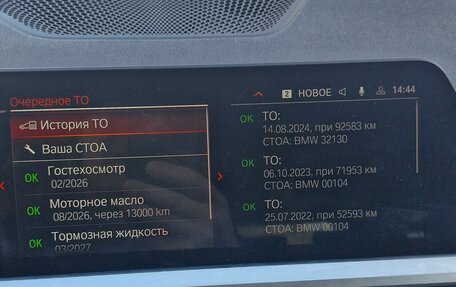 2 НОВОЕ 14:44
Очередное ТО
История ТО
Ваша СТОА
OK Гостехосмотр
02/2026
OK Моторное масло
08/2026, через 13000 km
OK Тормозная жидкость
03/2027
OK ТО:
14.08.2024, при 92583 км
СТОА: BMW 32130
OK ТО:
06.10.2023, при 71953 км
СТОА: BMW 00104
OK ТО:
25.07.2022, при 52593 км
СТОА: BMW 00104